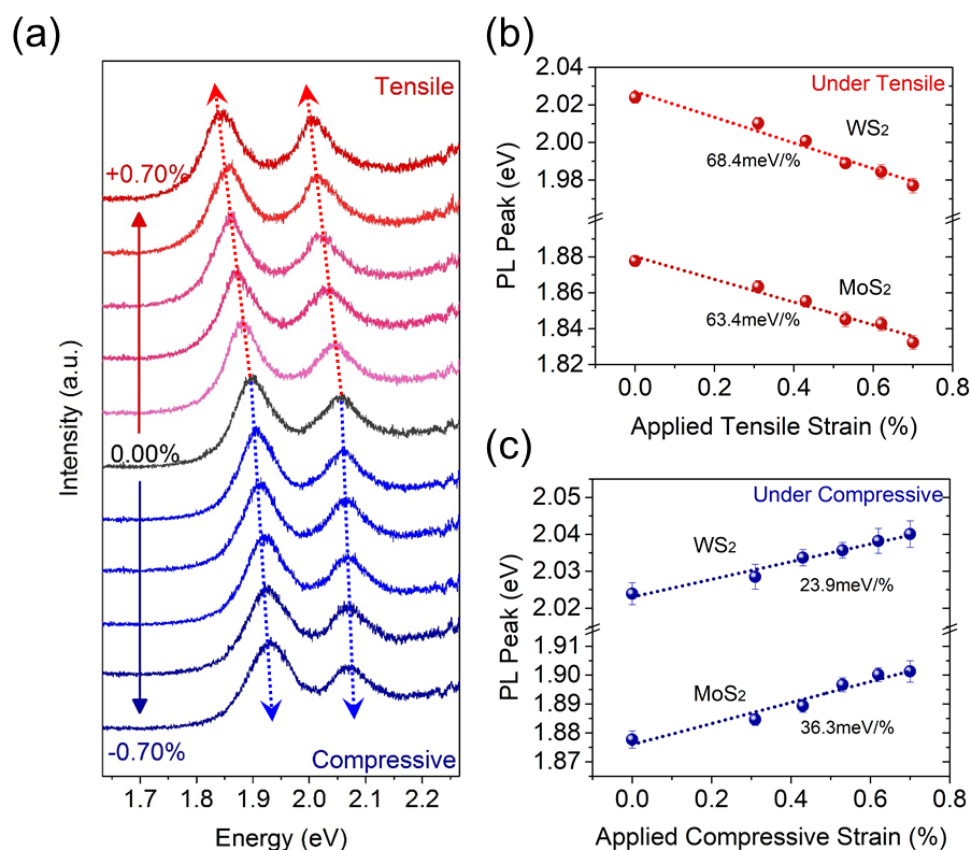 (a)
Tensile
+0.70%
0.00%
-0.70%
Compressive
Intensity (a.u.)
1.7 1.8 1.9 2.0 2.1 2.2
Energy (eV)
(b)
Under Tensile
WS₂
68.4meV/%
MoS₂
63.4meV/%
PL Peak (eV)
2.04
2.02
2.00
1.98
1.88
1.86
1.84
1.82
0.0 0.2 0.4 0.6 0.8
Applied Tensile Strain (%)
(c)
Under Compressive
WS₂
23.9meV/%
MoS₂
36.3meV/%
PL Peak (eV)
2.05
2.04
2.03
2.02
1.91
1.90
1.89
1.88
1.87
0.0 0.2 0.4 0.6 0.8
Applied Compressive Strain (%)